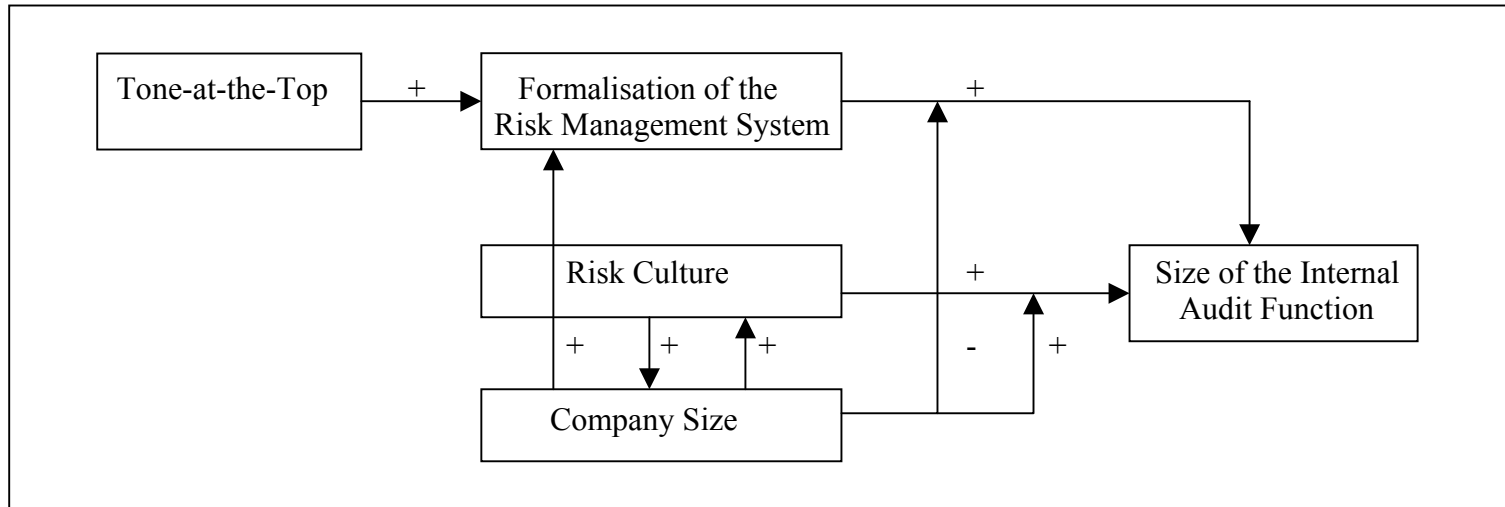 Tone-at-the-Top
+
Formalisation of the
Risk Management System
+
Risk Culture
+
Size of the Internal
Audit Function
+
+
+
-
+
Company Size